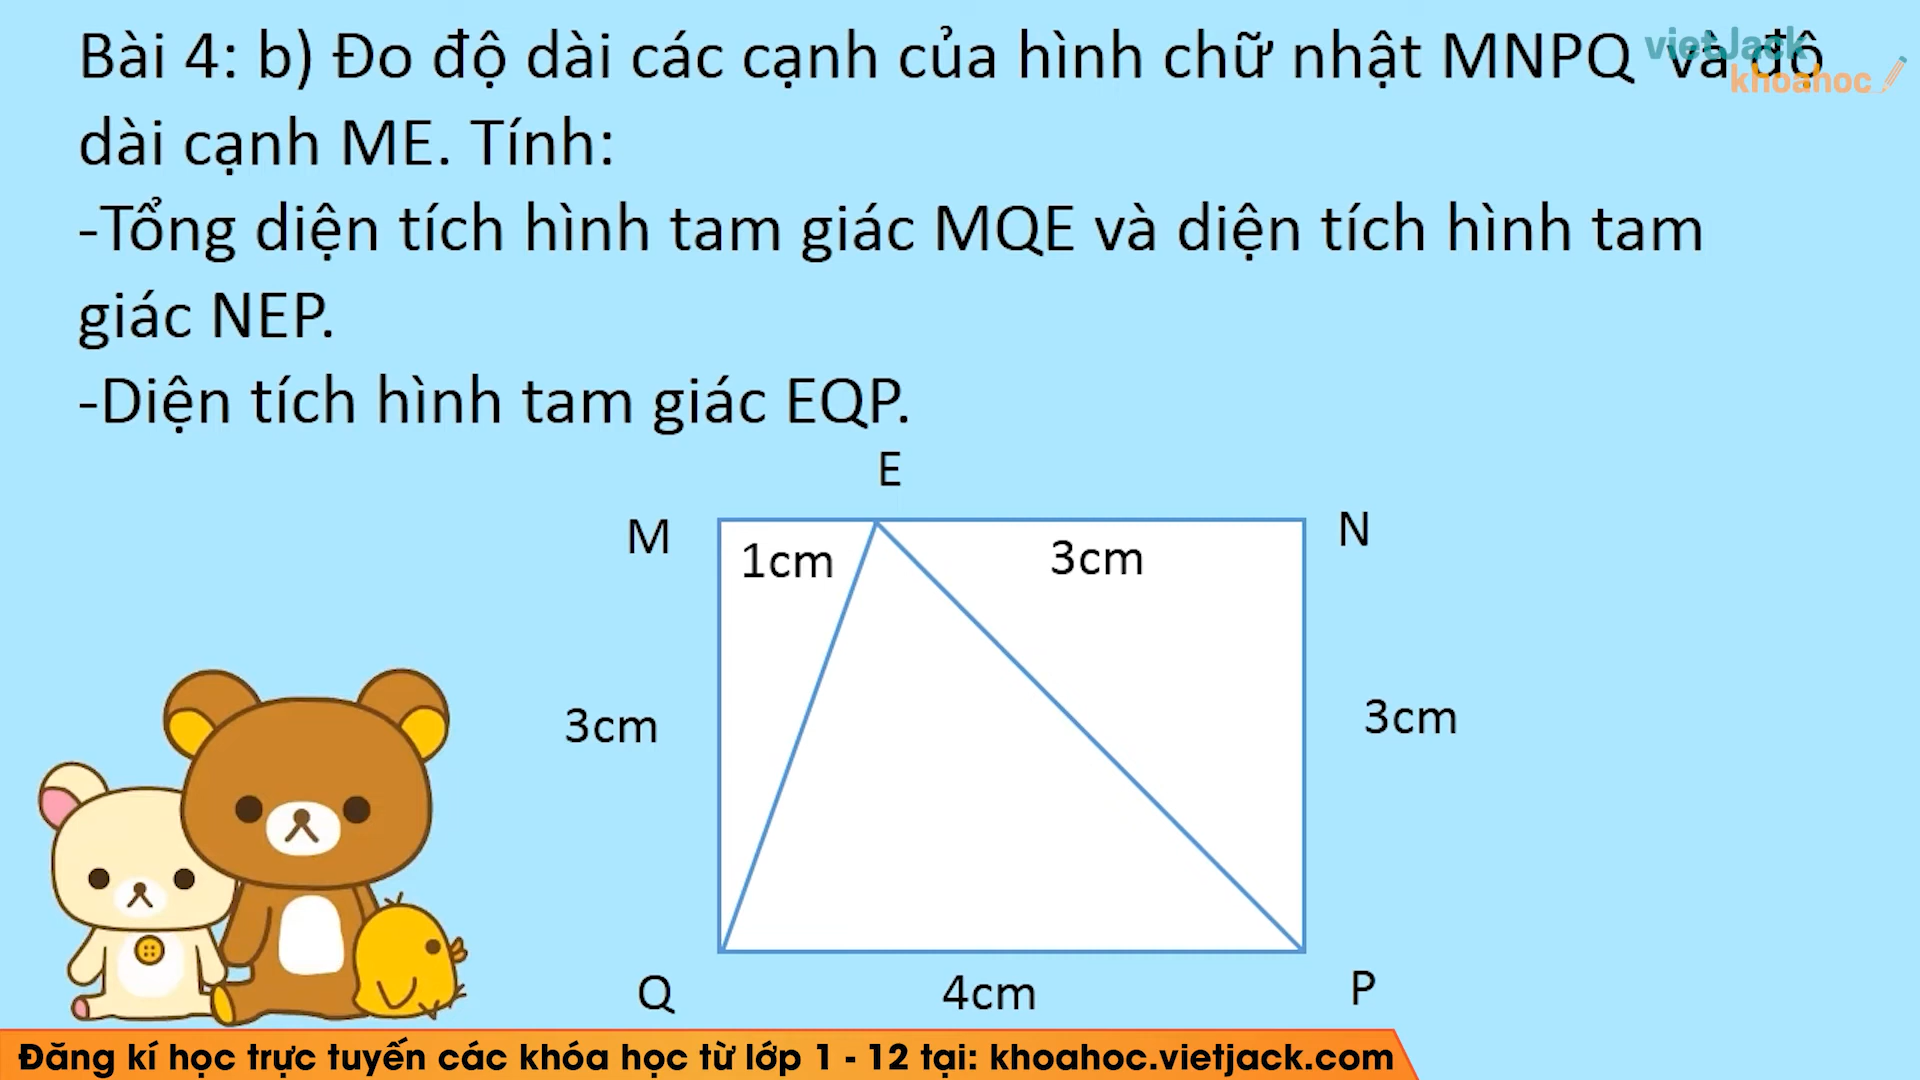 Bài 4: b) Đo độ dài các cạnh của hình chữ nhật MNPQ và độ
dài cạnh ME. Tính:
-Tổng diện tích hình tam giác MQE và diện tích hình tam
giác NEP.
-Diện tích hình tam giác EQP.
vietJack
khoahoc
E
M
N
1cm
3cm
3cm
3cm
Q
4cm
P
Đăng kí học trực tuyến các khóa học từ lớp 1 - 12 tại: khoahoc.vietjack.com